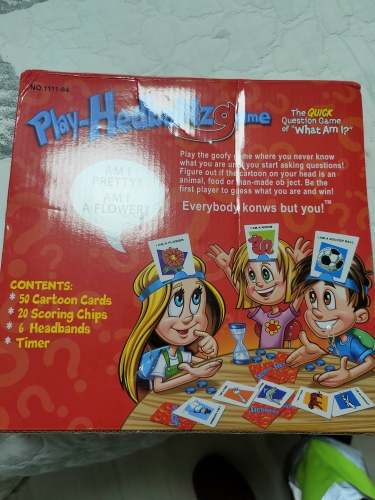 NO.1111-84
Play-Hedbandzgame
The QUICK
Question Game
of "What Am I?"
Play the goofy game where you never know
what you are until you start asking questions!
Figure out if the cartoon on your head is an
animal, food or man-made object. Be the
first player to guess what you are and win!
Everybody konws but you!™
AM I
PRETTY?
AM I
A FLOWER?
CONTENTS:
* 50 Cartoon Cards
* 20 Scoring Chips
* 6 Headbands
* Timer
I AM A FLOWER
I AM A WORM
I AM A SOCCER BALL